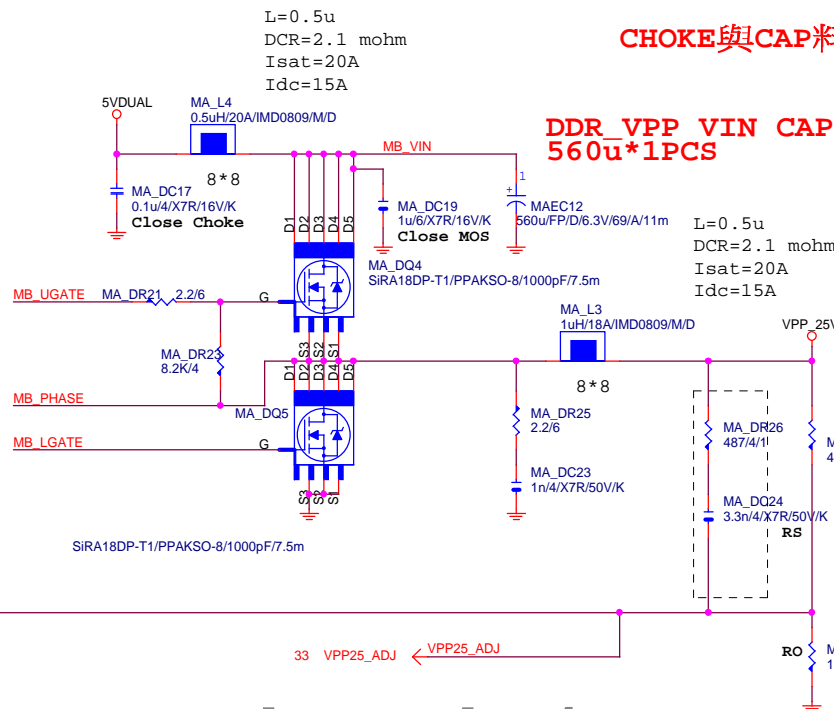 L=0.5u
DCR=2.1 mohm
Isat=20A
Idc=15A
CHOKE與CAP料
5VDUAL
MA_L4
0.5uH/20A/IMD0809/M/D
8*8
MB_VIN
DDR_VPP VIN CAP
560u*1PCS
MA_DC17
0.1u/4/X7R/16V/K
Close Choke
D1
D2
D3
D4
D5
MA_DC19
1u/6/X7R/16V/K
Close MOS
1
+
MAEC12
560u/FP/D/6.3V/69/A/11m
L=0.5u
DCR=2.1 mohm
Isat=20A
Idc=15A
MA_DQ4
SiRA18DP-T1/PPAKSO-8/1000pF/7.5m
MB_UGATE
MA_DR21
2.2/6
G
S3
S2
S1
MA_L3
1uH/18A/IMD0809/M/D
8*8
VPP_25V
MA_DR23
8.2K/4
D1
D2
D3
D4
D5
MB_PHASE
MA_DQ5
MB_LGATE
G
S3
S2
S1
MA_DR25
2.2/6
MA_DC23
1n/4/X7R/50V/K
MA_DR26
487/4/1
M
4
MA_DC24
3.3n/4/X7R/50V/K
RS
SiRA18DP-T1/PPAKSO-8/1000pF/7.5m
33 VPP25_ADJ
VPP25_ADJ
RO
M
1